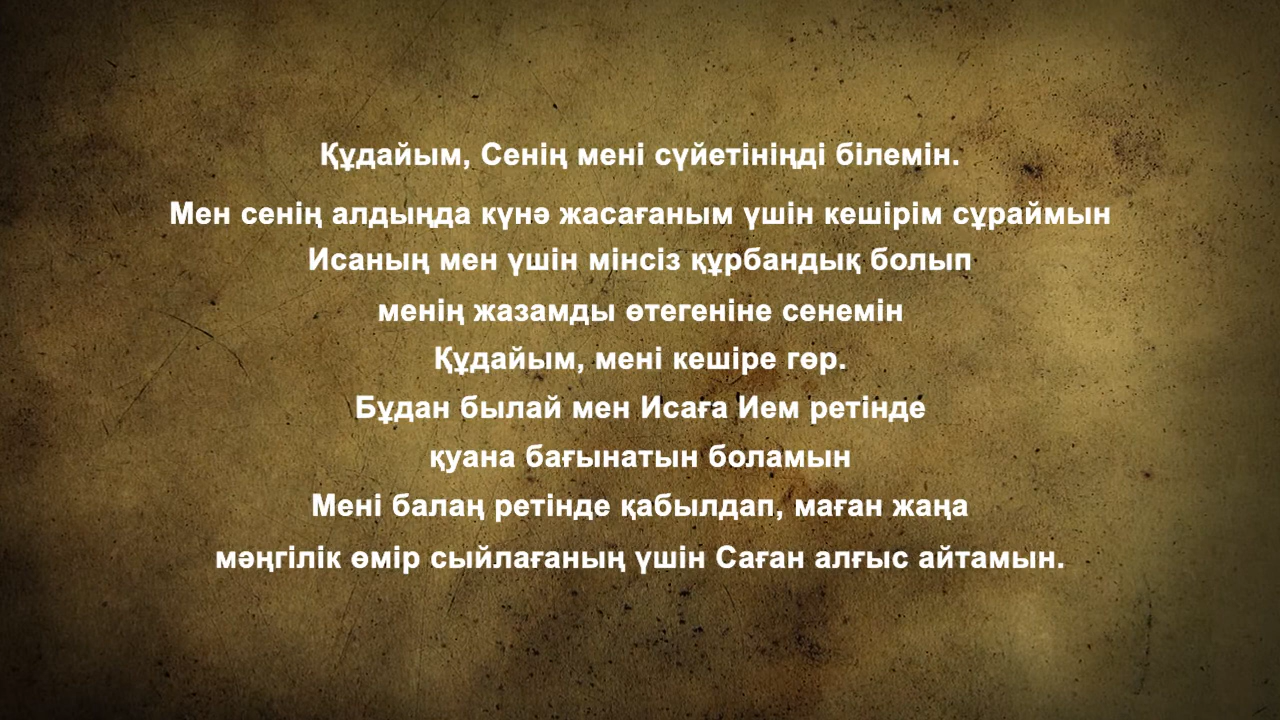 Құдайым, Сенің мені сүйетініңді білемін.
Мен сенің алдыңда күнә жасағаным үшін кешірім сұраймын
Исаның мен үшін мінсіз құрбандық болып
менің жазамды өтегеніне сенемін
Құдайым, мені кешіре гөр.
Бұдан былай мен Исаға Ием ретінде
қуана бағынатын боламын
Мені балаң ретінде қабылдап, маған жаңа
мәңгілік өмір сыйлағаның үшін Саған алғыс айтамын.